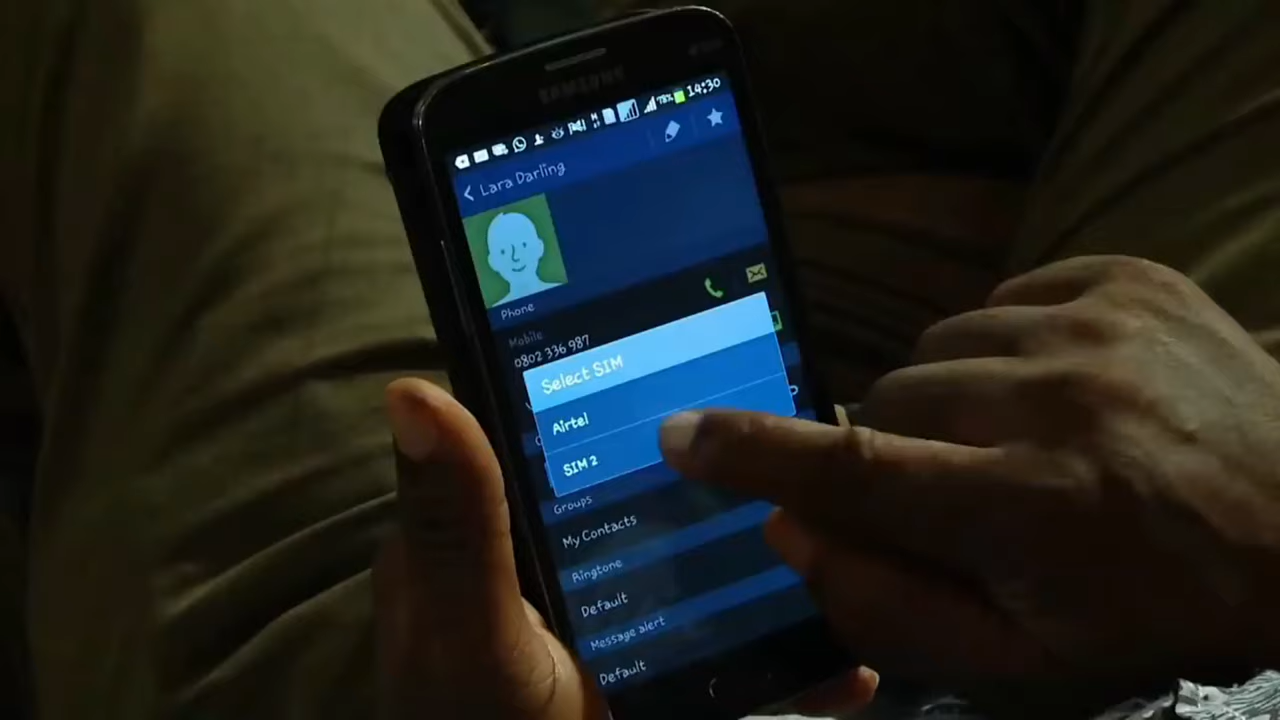 SAMSUNG
78% 14:30
Lara Darling
Phone
Mobile
0802 336 987
Select SIM
Airtel
SIM 2
Groups
My Contacts
Ringtone
Default
Message alert
Default